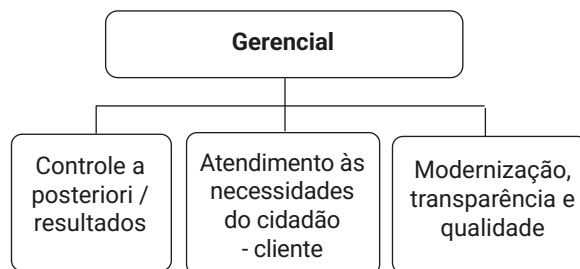 Gerencial
Controle a
posteriori /
resultados
Atendimento às
necessidades
do cidadão
- cliente
Modernização,
transparência e
qualidade